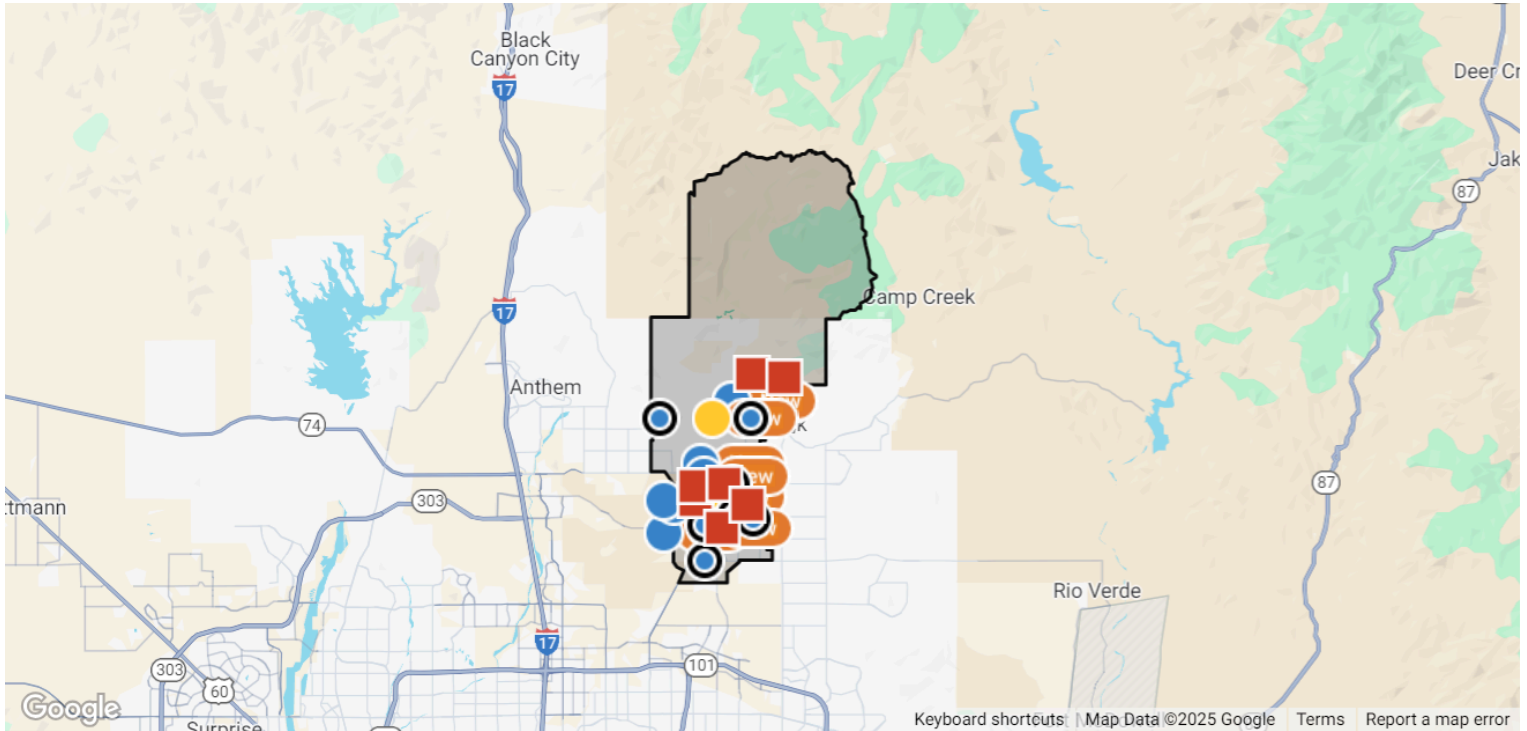 Black
Canyon City
17
Deer Cr
Jak
87
Camp Creek
17
Anthem
74
303
87
Rio Verde
17
303
101
60
Surprise
Google
Keyboard shortcuts
Map Data ©2025 Google
Terms
Report a map error